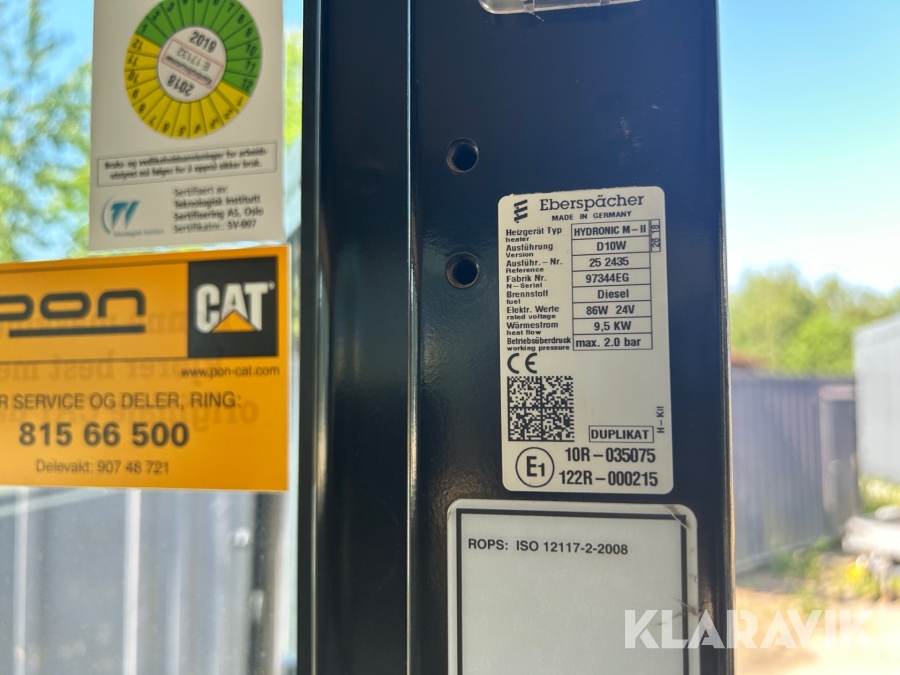 2019
E 17132
2018
Bruks- og vedlikeholdsanvisninger for arbeids-
utstyret må følges for å oppnå sikker bruk.
Sertifisert av:
Teknologisk Institutt
Sertifisering AS, Oslo
Sertifikatnr.: SV-007
pon
CAT
www.pon-cat.com
R SERVICE OG DELER, RING:
815 66 500
Delevakt: 907 48 721
Eberspächer
MADE IN GERMANY
Heizgerät Typ HYDRONIC M-II
heater
20 18
Ausführung D10W
Version
Ausführ.-Nr. 25 2435
Reference
Fabrik Nr. 97344EG
N-Serial
Brennstoff Diesel
fuel
Elektr. Werte 86W 24V
rated voltage
Wärmestrom 9,5 KW
heat flow
Betriebsüberdruck max. 2.0 bar
working pressure
CE
H-Kit
DUPLIKAT
E1
10R-035075
122R-000215
ROPS: ISO 12117-2-2008
KLARAVIK